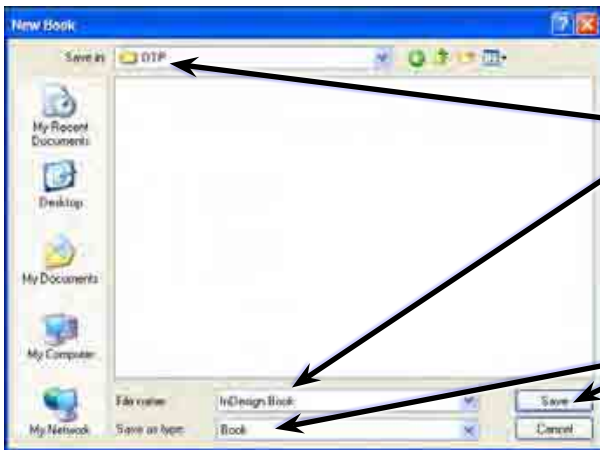 New Book
Save in: DTP
My Recent
Documents
Desktop
My Documents
My Computer
My Network
File name: InDesign Book
Save as type: Book
Save
Cancel